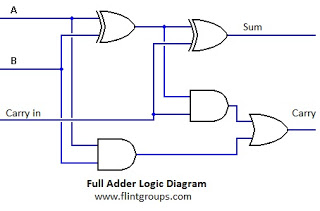 A
Sum
B
Carry in
Carry
Full Adder Logic Diagram
www.flintgroups.com